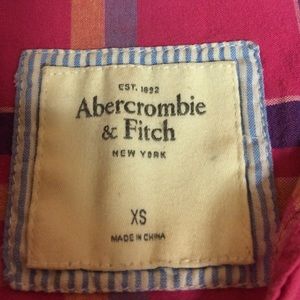 EST. 1892
Abercrombie
& Fitch
NEW YORK
XS
MADE IN CHINA